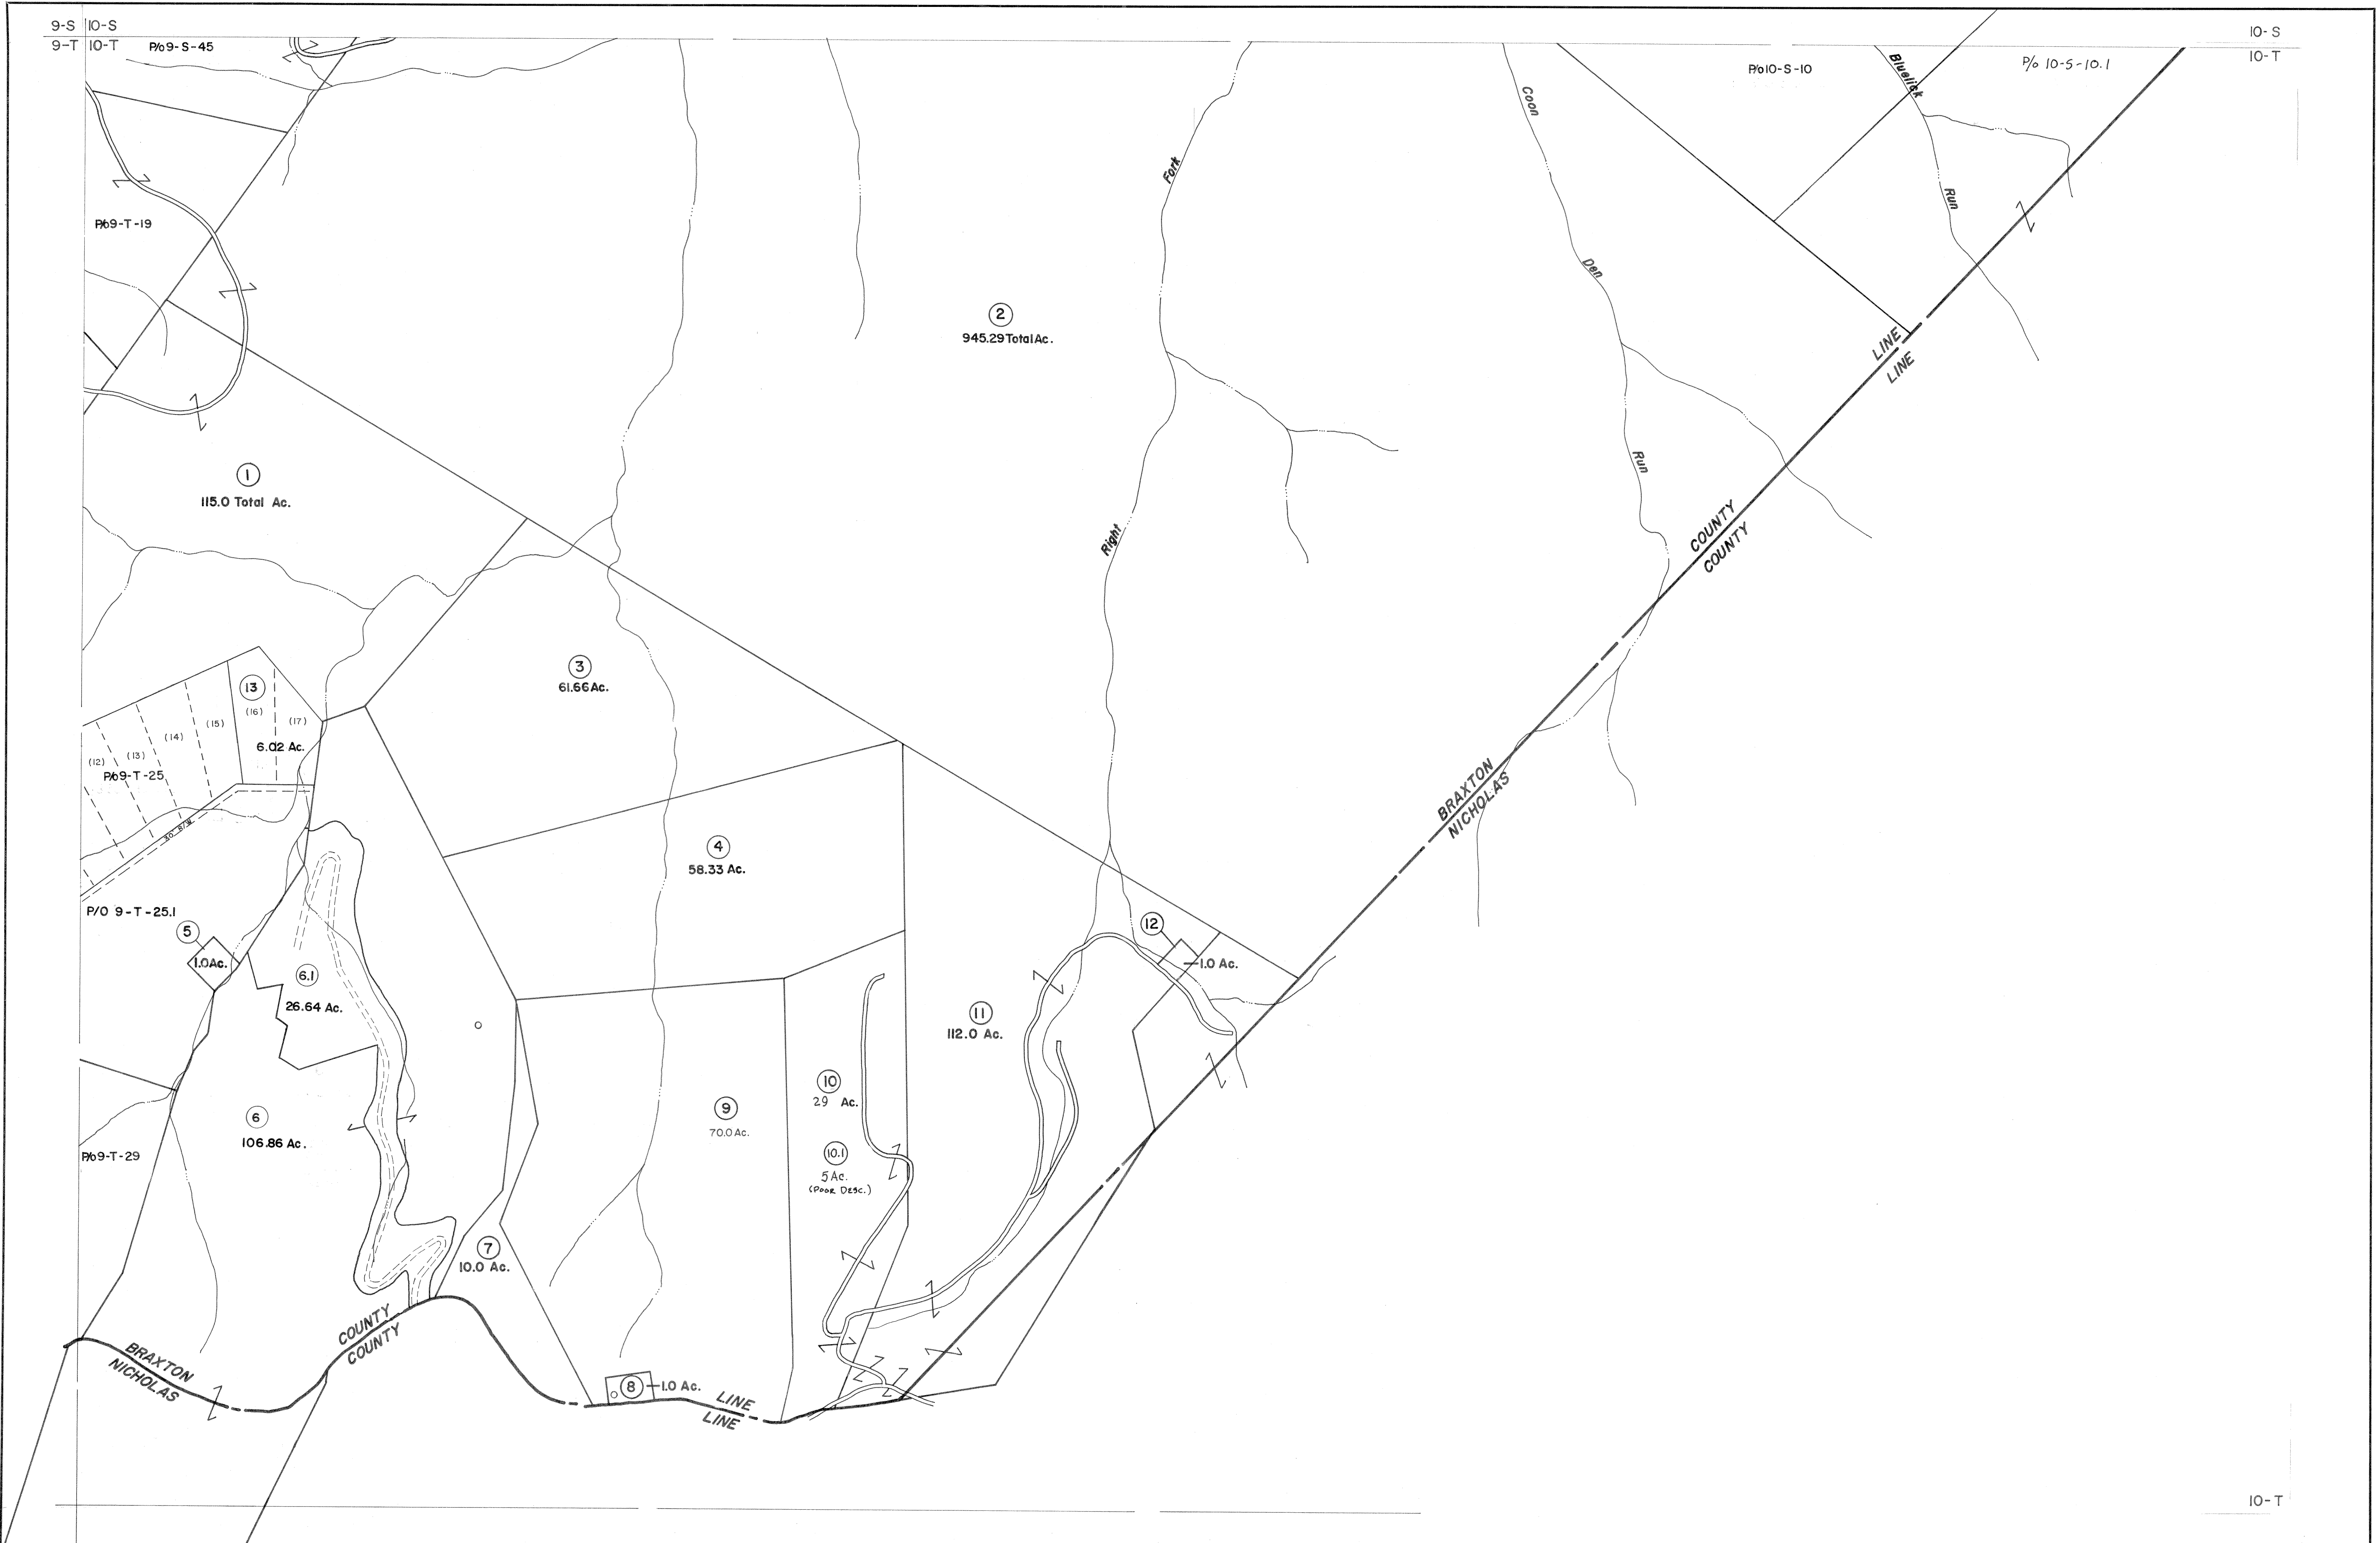 9-S 10-S
10-S
9-T 10-T P/o 9-S-45
10-T
P/o 10-S-10
P/o 10-S-10.1
Bluelick
Run
Coon
Den
Run
Fork
Right
P/o 9-T-19
2
945.29 Total Ac.
LINE
LINE
1
115.0 Total Ac.
COUNTY
COUNTY
3
61.66 Ac.
13
(16)
(17)
(15)
(14)
(13)
(12)
6.02 Ac.
P/o 9-T-25
BRAXTON
NICHOLAS
30' R/W
4
58.33 Ac.
P/O 9-T-25.1
5
1.0 Ac.
12
1.0 Ac.
6.1
26.64 Ac.
11
112.0 Ac.
10
29 Ac.
9
70.0 Ac.
6
106.86 Ac.
P/o 9-T-29
10.1
5 Ac.
(POOR DESC.)
7
10.0 Ac.
COUNTY
COUNTY
BRAXTON
NICHOLAS
8 1.0 Ac.
LINE
LINE
10-T